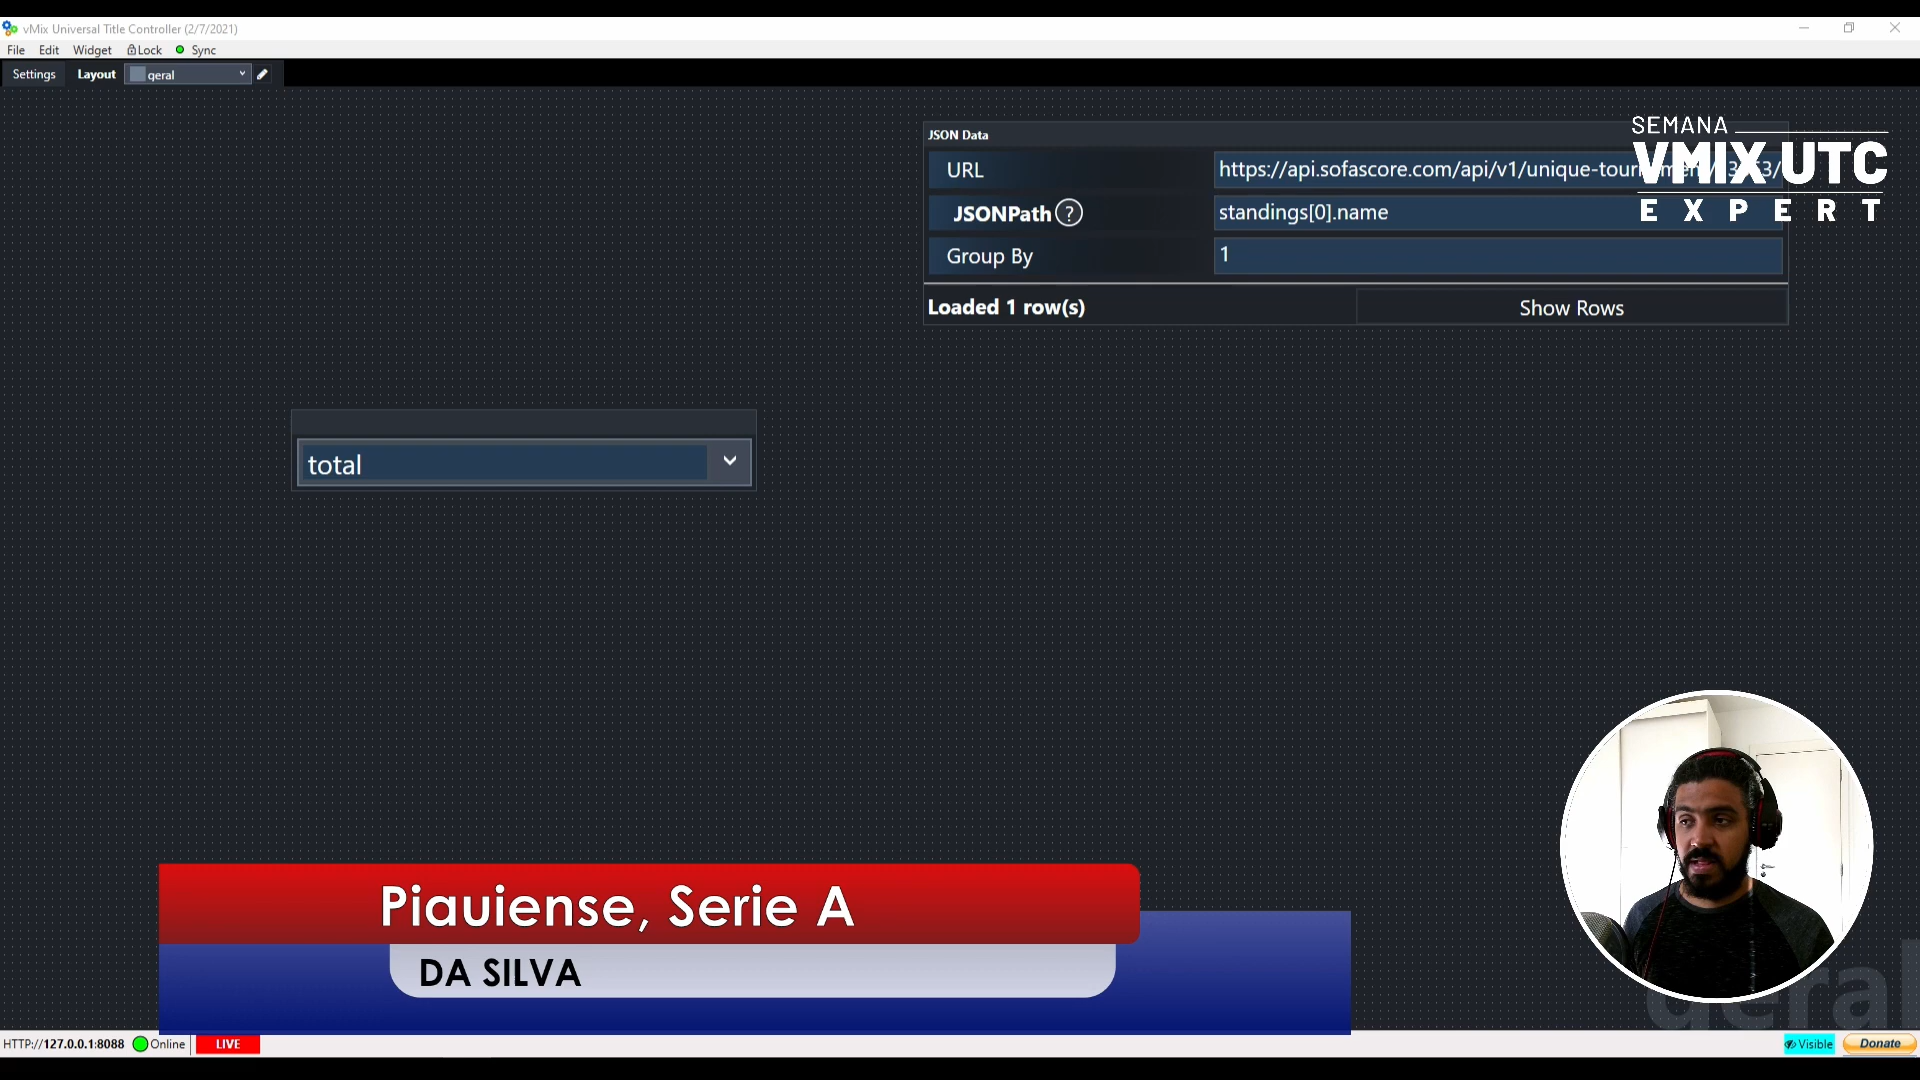 vMix Universal Title Controller (2/7/2021)
File Edit Widget Lock Sync
Settings Layout geral
SEMANA
VMIX UTC
EXPERT
JSON Data
URL https://api.sofascore.com/api/v1/unique-tour
JSONPath ? standings[0].name
Group By 1
Loaded 1 row(s) Show Rows
total
Piauiense, Serie A
DA SILVA
geral
HTTP://127.0.0.1:8088 Online LIVE Visible Donate